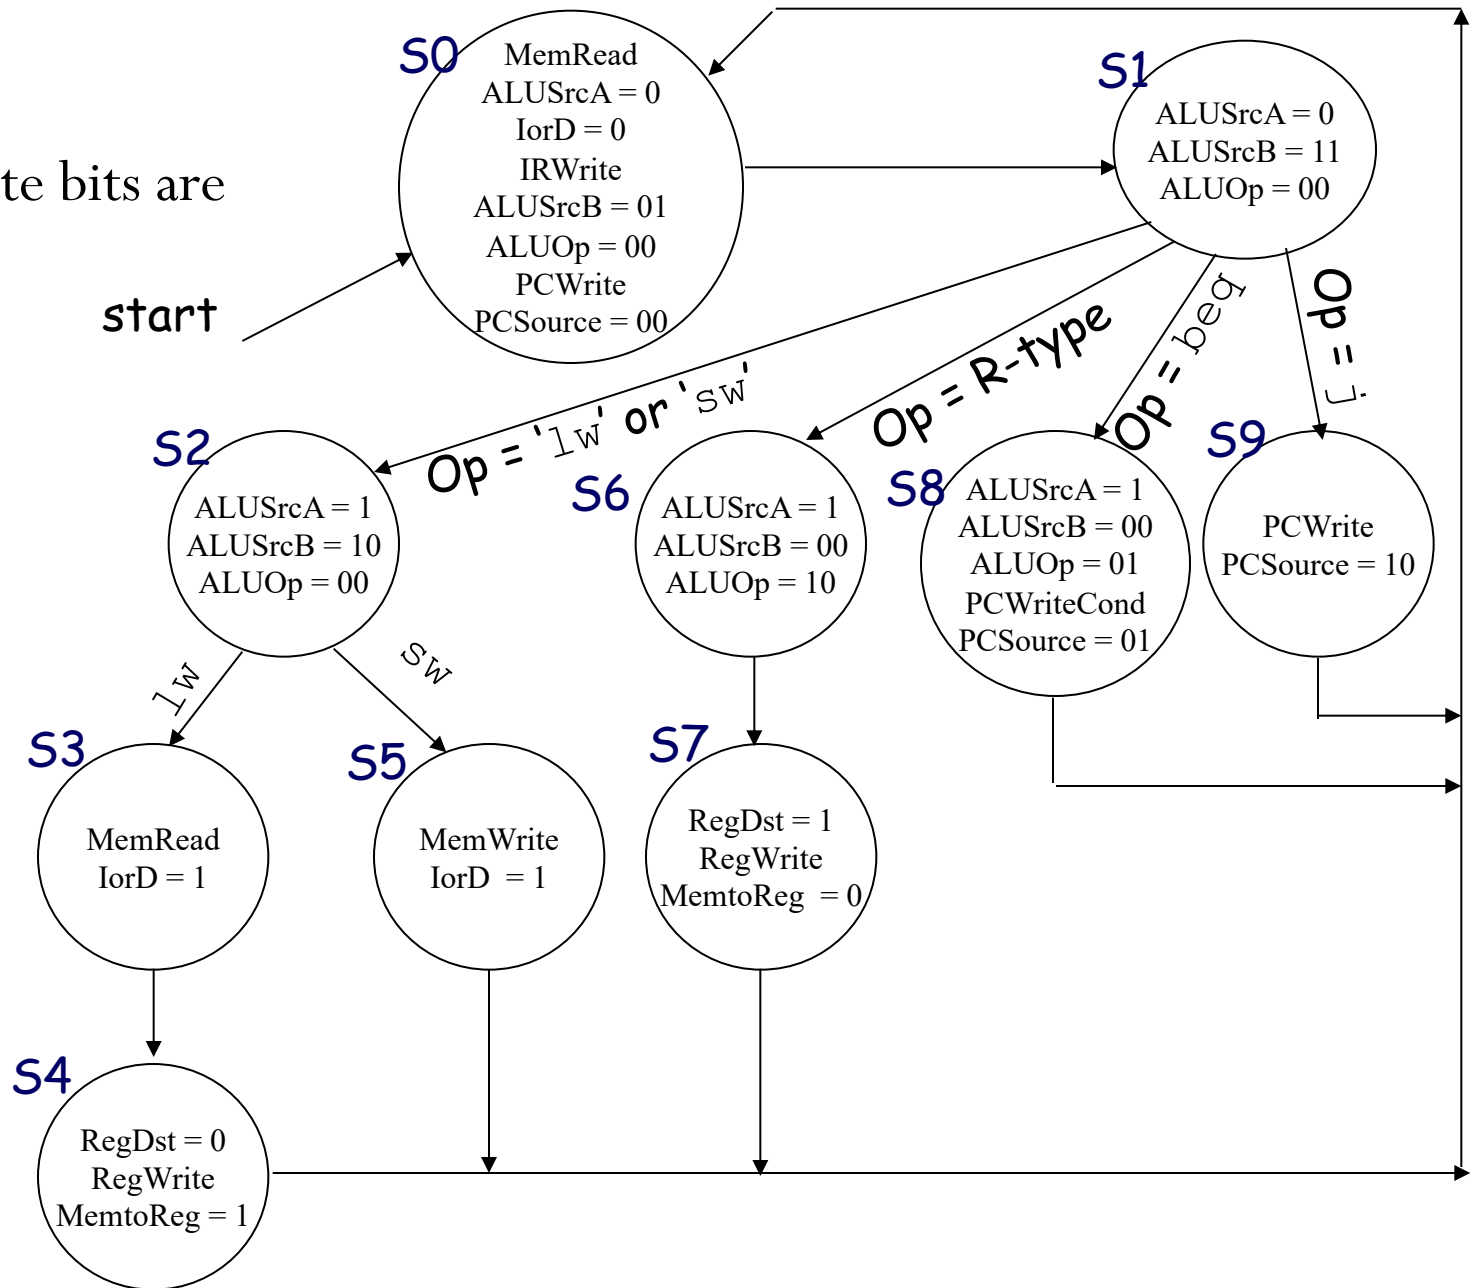 te bits are
start
S0
MemRead
ALUSrcA = 0
IorD = 0
IRWrite
ALUSrcB = 01
ALUOp = 00
PCWrite
PCSource = 00
S1
ALUSrcA = 0
ALUSrcB = 11
ALUOp = 00
Op = 'lw' or 'sw'
Op = R-type
Op = beq
Op = j
S2
ALUSrcA = 1
ALUSrcB = 10
ALUOp = 00
S6
ALUSrcA = 1
ALUSrcB = 00
ALUOp = 10
S8
ALUSrcA = 1
ALUSrcB = 00
ALUOp = 01
PCWriteCond
PCSource = 01
S9
PCWrite
PCSource = 10
lw
sw
S3
MemRead
IorD = 1
S5
MemWrite
IorD  = 1
S7
RegDst = 1
RegWrite
MemtoReg  = 0
S4
RegDst = 0
RegWrite
MemtoReg = 1